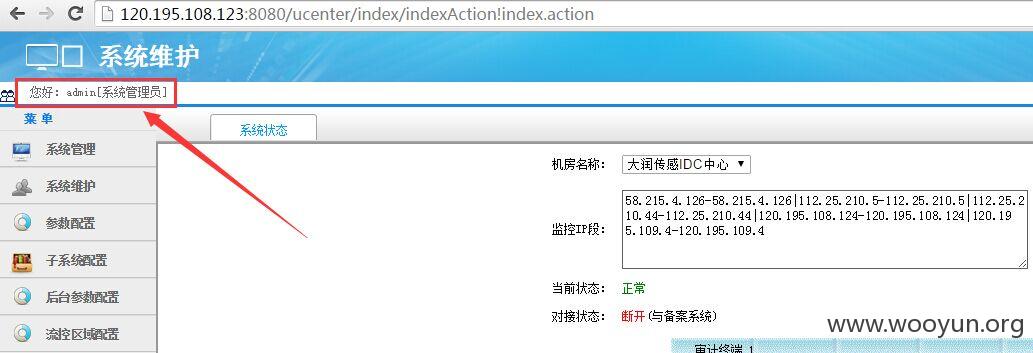 120.195.108.123:8080/ucenter/index/indexAction!index.action
系统维护
您好：admin[系统管理员]
菜 单
系统状态
系统管理
系统维护
参数配置
子系统配置
后台参数配置
流控区域配置
机房名称：
大润传感IDC中心
监控IP段：
58.215.4.126-58.215.4.126|112.25.210.5-112.25.210.5|112.25.2
10.44-112.25.210.44|120.195.108.124-120.195.108.124|120.19
5.109.4-120.195.109.4
当前状态：
正常
对接状态：
断开(与备案系统)
www.wooyun.org
审计终端 1